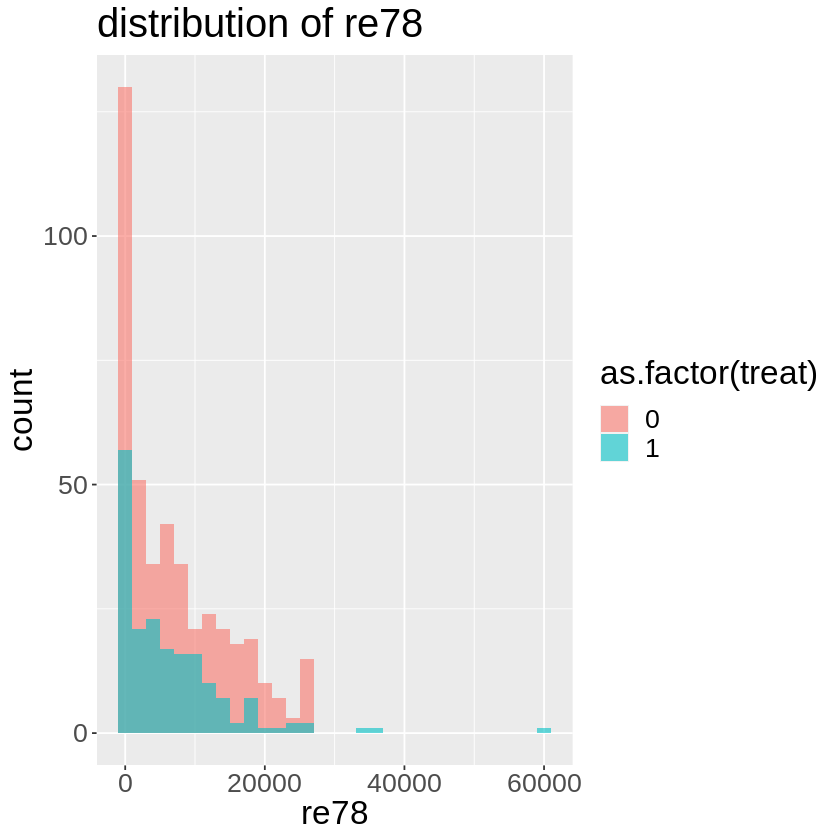 distribution of re78
100
50
0
count
0 20000 40000 60000
re78
as.factor(treat)
0
1